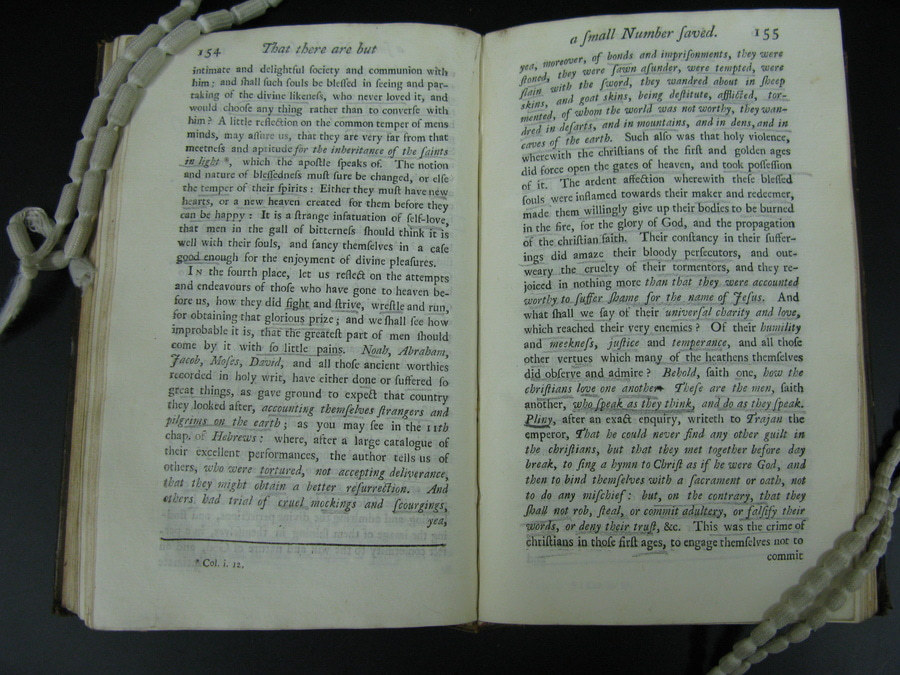 154 That there are but
intimate and delightful ſociety and communion with
him; and ſhall ſuch ſouls be bleſſed in ſeeing and par-
taking of the divine likeneſs, who never loved it, and
would chooſe any thing rather than to converſe with
him? A little reflection on the common temper of mens
minds, may aſſure us, that they are very far from that
meetneſs and aptitude for the inheritance of the ſaints
in light *, which the apoſtle ſpeaks of. The notion
and nature of bleſſedneſs muſt ſure be changed, or elſe
the temper of their ſpirits: Either they muſt have new
hearts, or a new heaven created for them before they
can be happy: It is a ſtrange infatuation of ſelf-love,
that men in the gall of bitterneſs ſhould think it is
well with their ſouls, and fancy themſelves in a caſe
good enough for the enjoyment of divine pleaſures.
IN the fourth place, let us reflect on the attempts
and endeavours of thoſe who have gone to heaven be-
fore us, how they did fight and ſtrive, wreſtle and run,
for obtaining that glorious prize; and we ſhall ſee how
improbable it is, that the greateſt part of men ſhould
come by it with ſo little pains. Noah, Abraham,
Jacob, Moſes, David, and all thoſe ancient worthies
recorded in holy writ, have either done or ſuffered ſo
great things, as gave ground to expect that country
they looked after, accounting themſelves ſtrangers and
pilgrims on the earth; as you may ſee in the 11th
chap. of Hebrews: where, after a large catalogue of
their excellent performances, the author tells us of
others, who were tortured, not accepting deliverance,
that they might obtain a better reſurrection. And
others had trial of cruel mockings and ſcourgings,
yea,
* Col. i. 12.
a ſmall Number ſaved. 155
yea, moreover, of bonds and impriſonments, they were
ſtoned, they were ſawn aſunder, were tempted, were
ſlain with the ſword, they wandred about in ſheep
skins, and goat skins, being deſtitute, afflicted, tor-
mented, of whom the world was not worthy, they wan-
dred in deſarts, and in mountains, and in dens, and in
caves of the earth. Such alſo was that holy violence,
wherewith the chriſtians of the firſt and golden ages
did force open the gates of heaven, and took poſſeſſion
of it. The ardent affection wherewith theſe bleſſed
ſouls were inflamed towards their maker and redeemer,
made them willingly give up their bodies to be burned
in the fire, for the glory of God, and the propagation
of the chriſtian faith. Their conſtancy in their ſuffer-
ings did amaze their bloody perſecutors, and out-
weary the cruelty of their tormentors, and they re-
joiced in nothing more than that they were accounted
worthy to ſuffer ſhame for the name of Jeſus. And
what ſhall we ſay of their univerſal charity and love,
which reached their very enemies? Of their humility
and meekneſs, juſtice and temperance, and all thoſe
other vertues which many of the heathens themſelves
did obſerve and admire? Behold, ſaith one, how the
chriſtians love one another. Theſe are the men, ſaith
another, who ſpeak as they think, and do as they ſpeak.
Pliny, after an exact enquiry, writeth to Trajan the
emperor, That he could never find any other guilt in
the chriſtians, but that they met together before day
break, to ſing a hymn to Chriſt as if he were God, and
then to bind themſelves with a ſacrament or oath, not
to do any miſchief: but, on the contrary, that they
ſhall not rob, ſteal, or commit adultery, or falſify their
words, or deny their truſt, &c. This was the crime of
chriſtians in thoſe firſt ages, to engage themſelves not to
commit